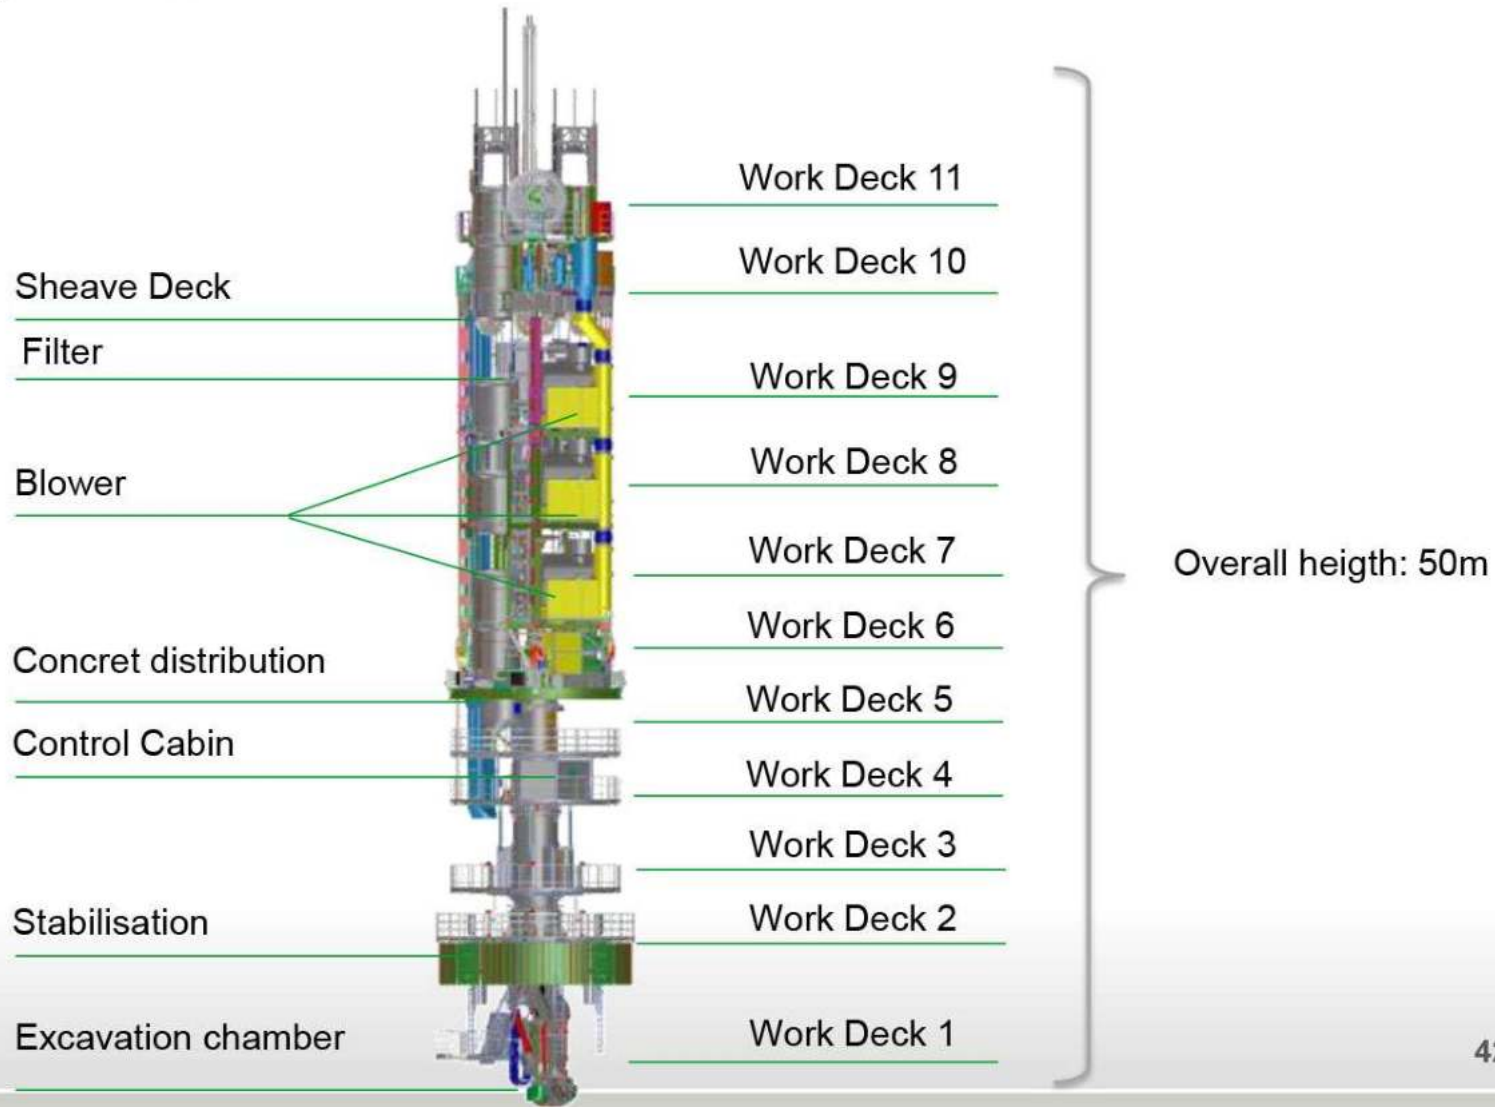 Work Deck 11
Work Deck 10
Sheave Deck
Filter
Work Deck 9
Work Deck 8
Blower
Work Deck 7
Overall heigth: 50m
Work Deck 6
Concret distribution
Work Deck 5
Control Cabin
Work Deck 4
Work Deck 3
Work Deck 2
Stabilisation
Work Deck 1
Excavation chamber